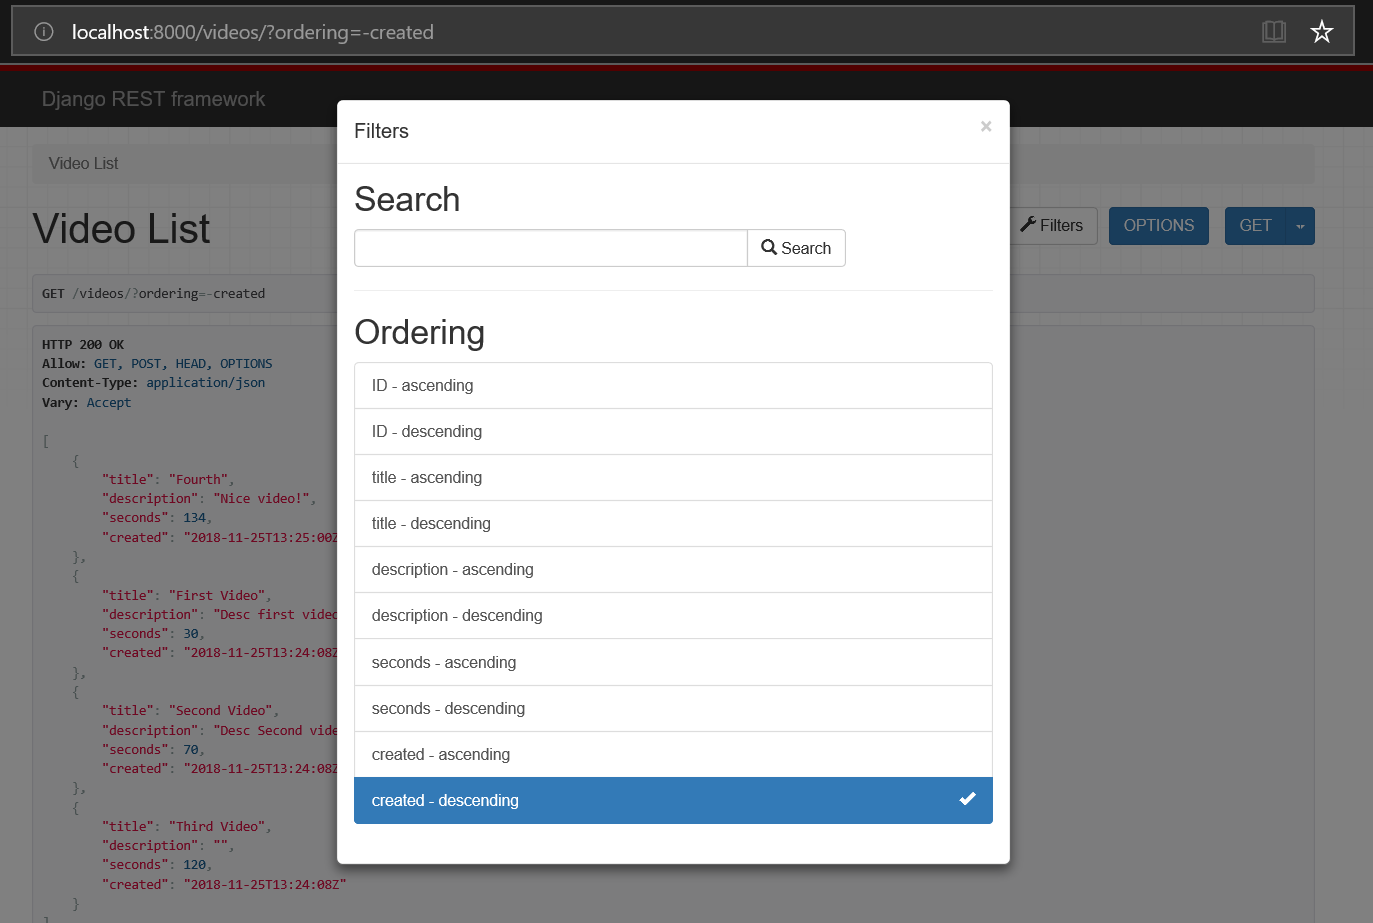 localhost:8000/videos/?ordering=-created
Django REST framework
Video List
Video List
Filters
OPTIONS
GET
GET /videos/?ordering=-created
HTTP 200 OK
Allow: GET, POST, HEAD, OPTIONS
Content-Type: application/json
Vary: Accept
[
{
"title": "Fourth",
"description": "Nice video!",
"seconds": 134,
"created": "2018-11-25T13:25:00Z
},
{
"title": "First Video",
"description": "Desc first video
"seconds": 30,
"created": "2018-11-25T13:24:08Z
},
{
"title": "Second Video",
"description": "Desc Second vide
"seconds": 70,
"created": "2018-11-25T13:24:08Z
},
{
"title": "Third Video",
"description": "",
"seconds": 120,
"created": "2018-11-25T13:24:08Z"
}
Filters
×
Search
Search
Ordering
ID - ascending
ID - descending
title - ascending
title - descending
description - ascending
description - descending
seconds - ascending
seconds - descending
created - ascending
created - descending